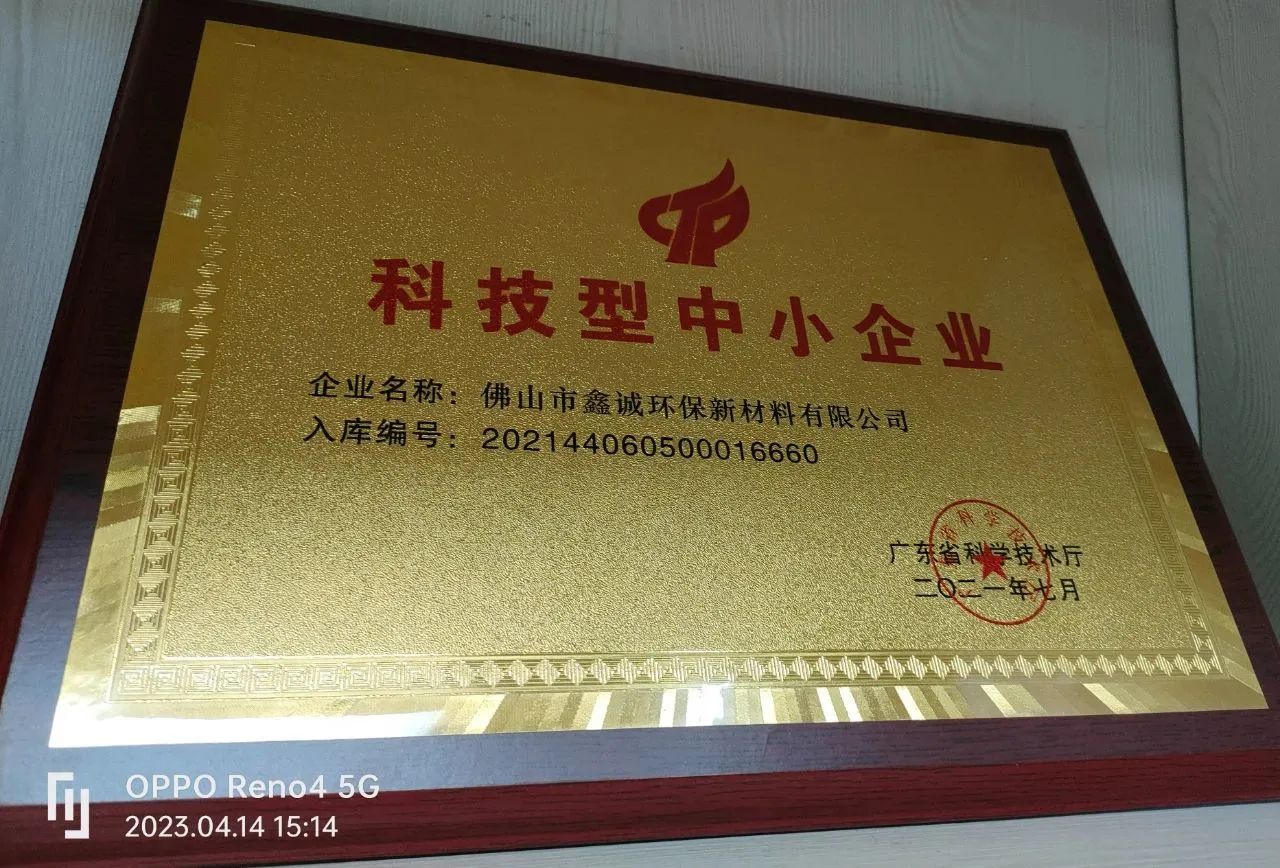 科技型中小企业
企业名称：佛山市鑫诚环保新材料有限公司
入库编号：202144060500016660
广东省科学技术厅
二〇二一年七月
OPPO Reno4 5G
2023.04.14 15:14